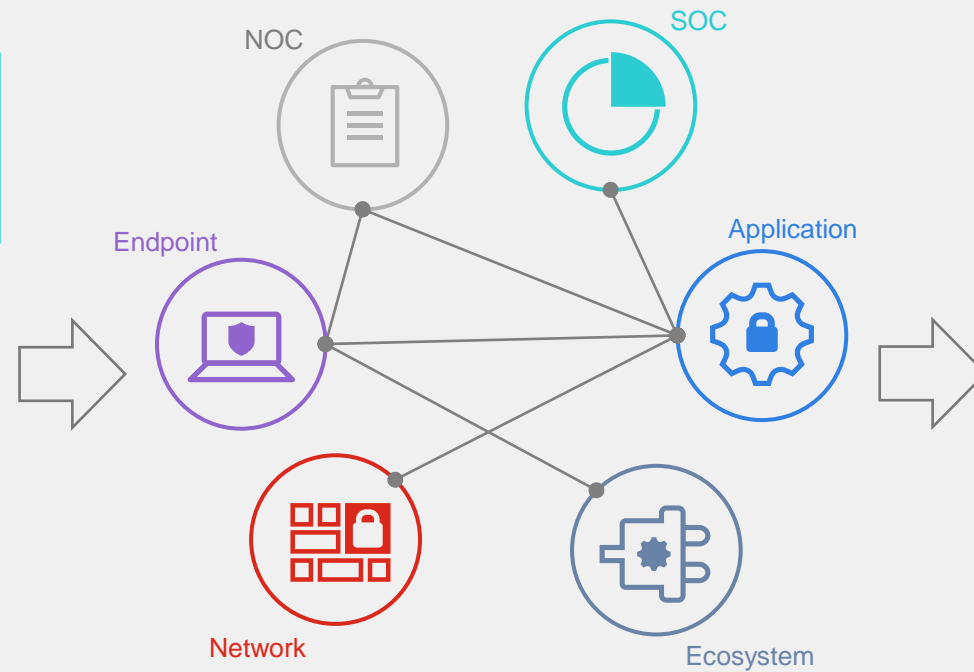 NOC
SOC
Endpoint
Application
Network
Ecosystem